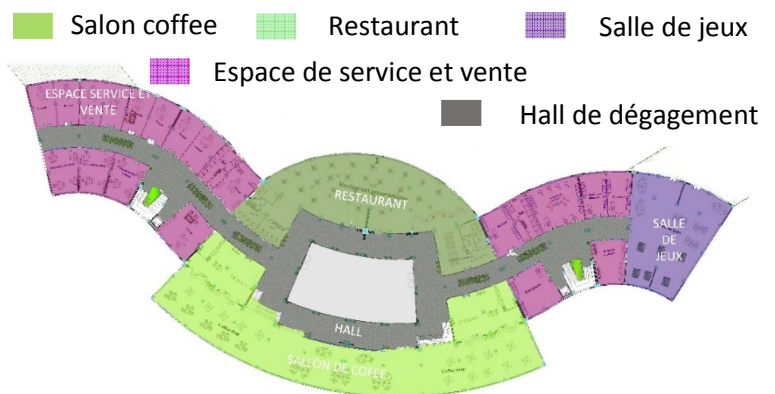 Salon coffee
Restaurant
Salle de jeux
Espace de service et vente
Hall de dégagement
ESPACE SERVICE ET
VENTE
RESTAURANT
SALLE
DE
JEUX
HALL
SALLON DE COFEE